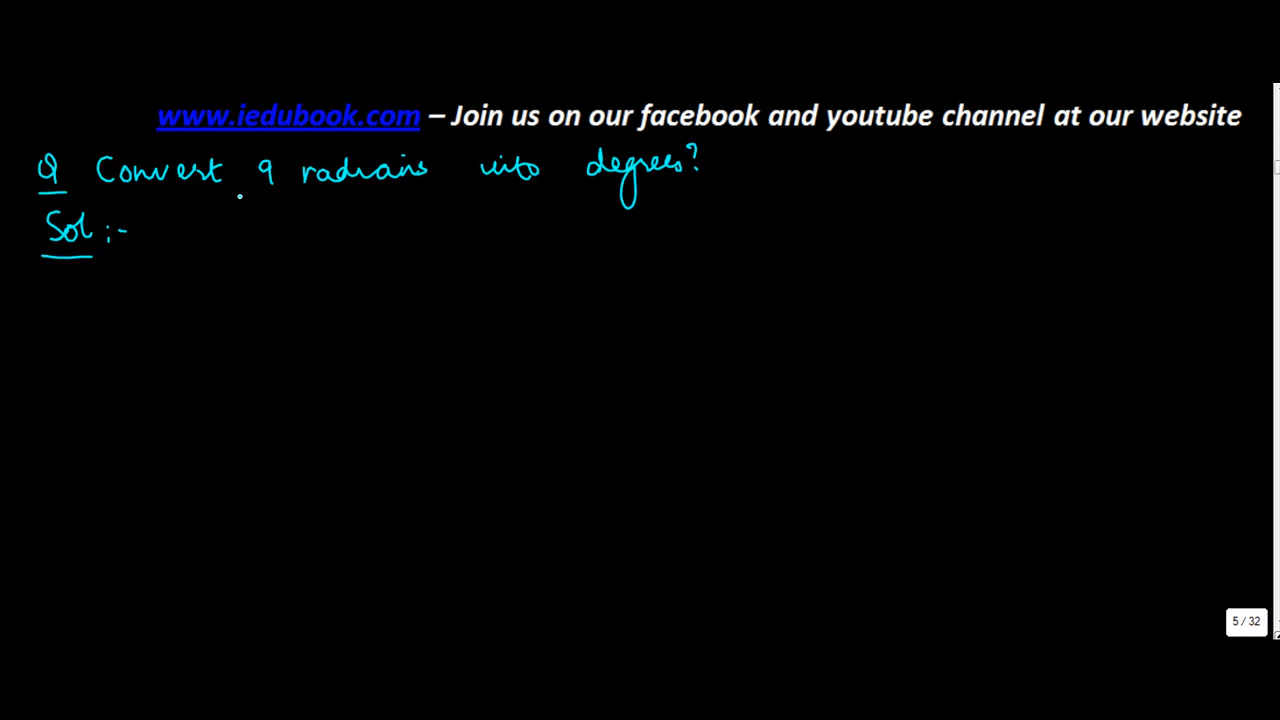 www.iedubook.com – Join us on our facebook and youtube channel at our website
Q Convert 9 radians into degrees?
Sol :-
5 / 32